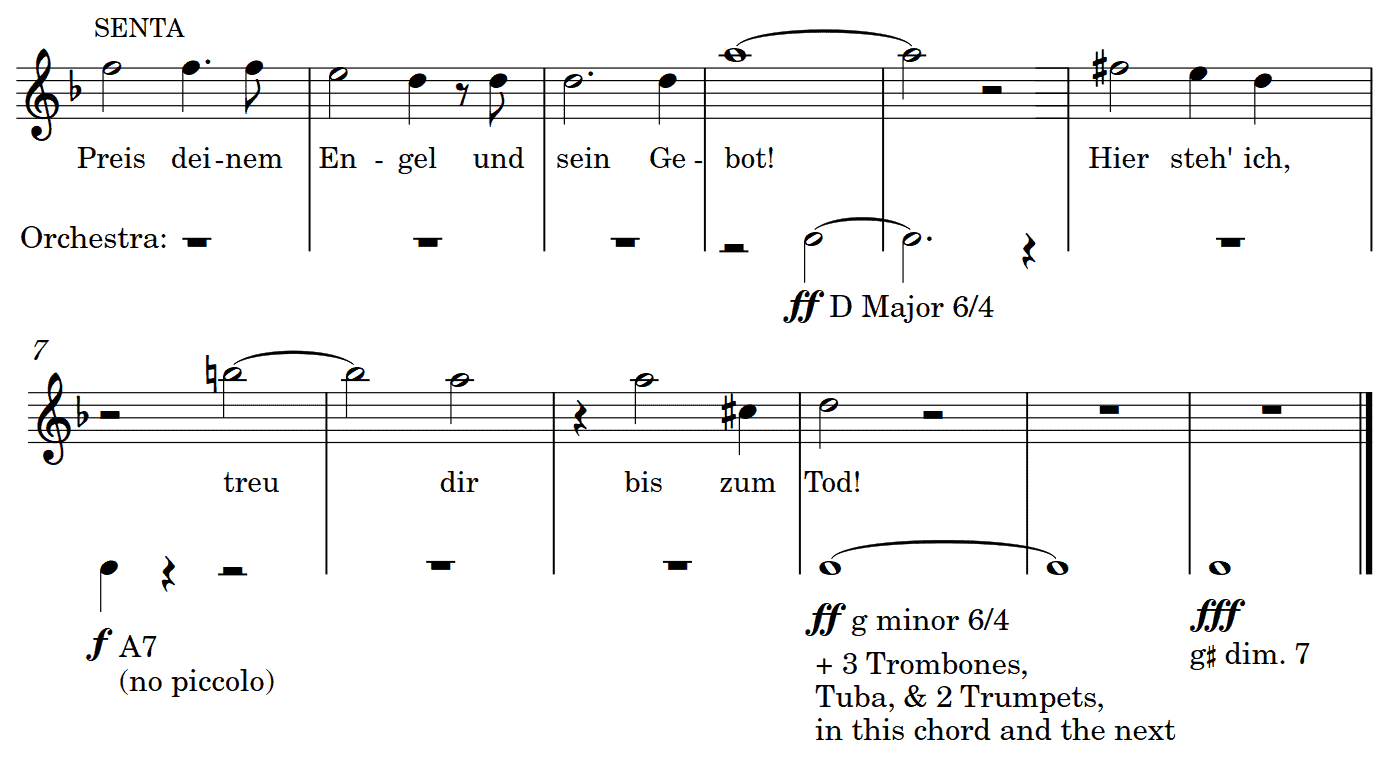 SENTA
Preis dei-nem En - gel und sein Ge - bot! Hier steh' ich,
Orchestra:
ff D Major 6/4
7
treu dir bis zum Tod!
f A7
(no piccolo)
ff g minor 6/4
+ 3 Trombones,
Tuba, & 2 Trumpets,
in this chord and the next
fff
g♯ dim. 7